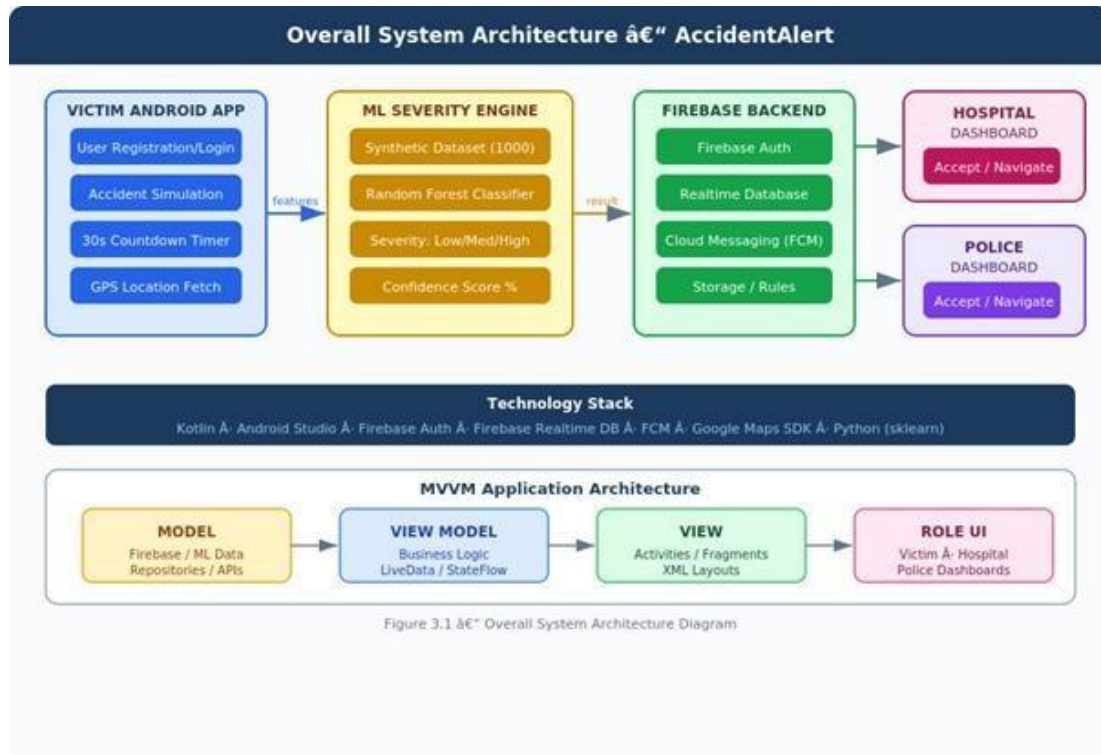 Overall System Architecture â€“ AccidentAlert
VICTIM ANDROID APP
User Registration/Login
Accident Simulation
30s Countdown Timer
GPS Location Fetch
features
ML SEVERITY ENGINE
Synthetic Dataset (1000)
Random Forest Classifier
Severity: Low/Med/High
Confidence Score %
result
FIREBASE BACKEND
Firebase Auth
Realtime Database
Cloud Messaging (FCM)
Storage / Rules
HOSPITAL
DASHBOARD
Accept / Navigate
POLICE
DASHBOARD
Accept / Navigate
Technology Stack
Kotlin Â· Android Studio Â· Firebase Auth Â· Firebase Realtime DB Â· FCM Â· Google Maps SDK Â· Python (sklearn)
MVVM Application Architecture
MODEL
Firebase / ML Data
Repositories / APIs
VIEW MODEL
Business Logic
LiveData / StateFlow
VIEW
Activities / Fragments
XML Layouts
ROLE UI
Victim Â· Hospital
Police Dashboards
Figure 3.1 â€“ Overall System Architecture Diagram